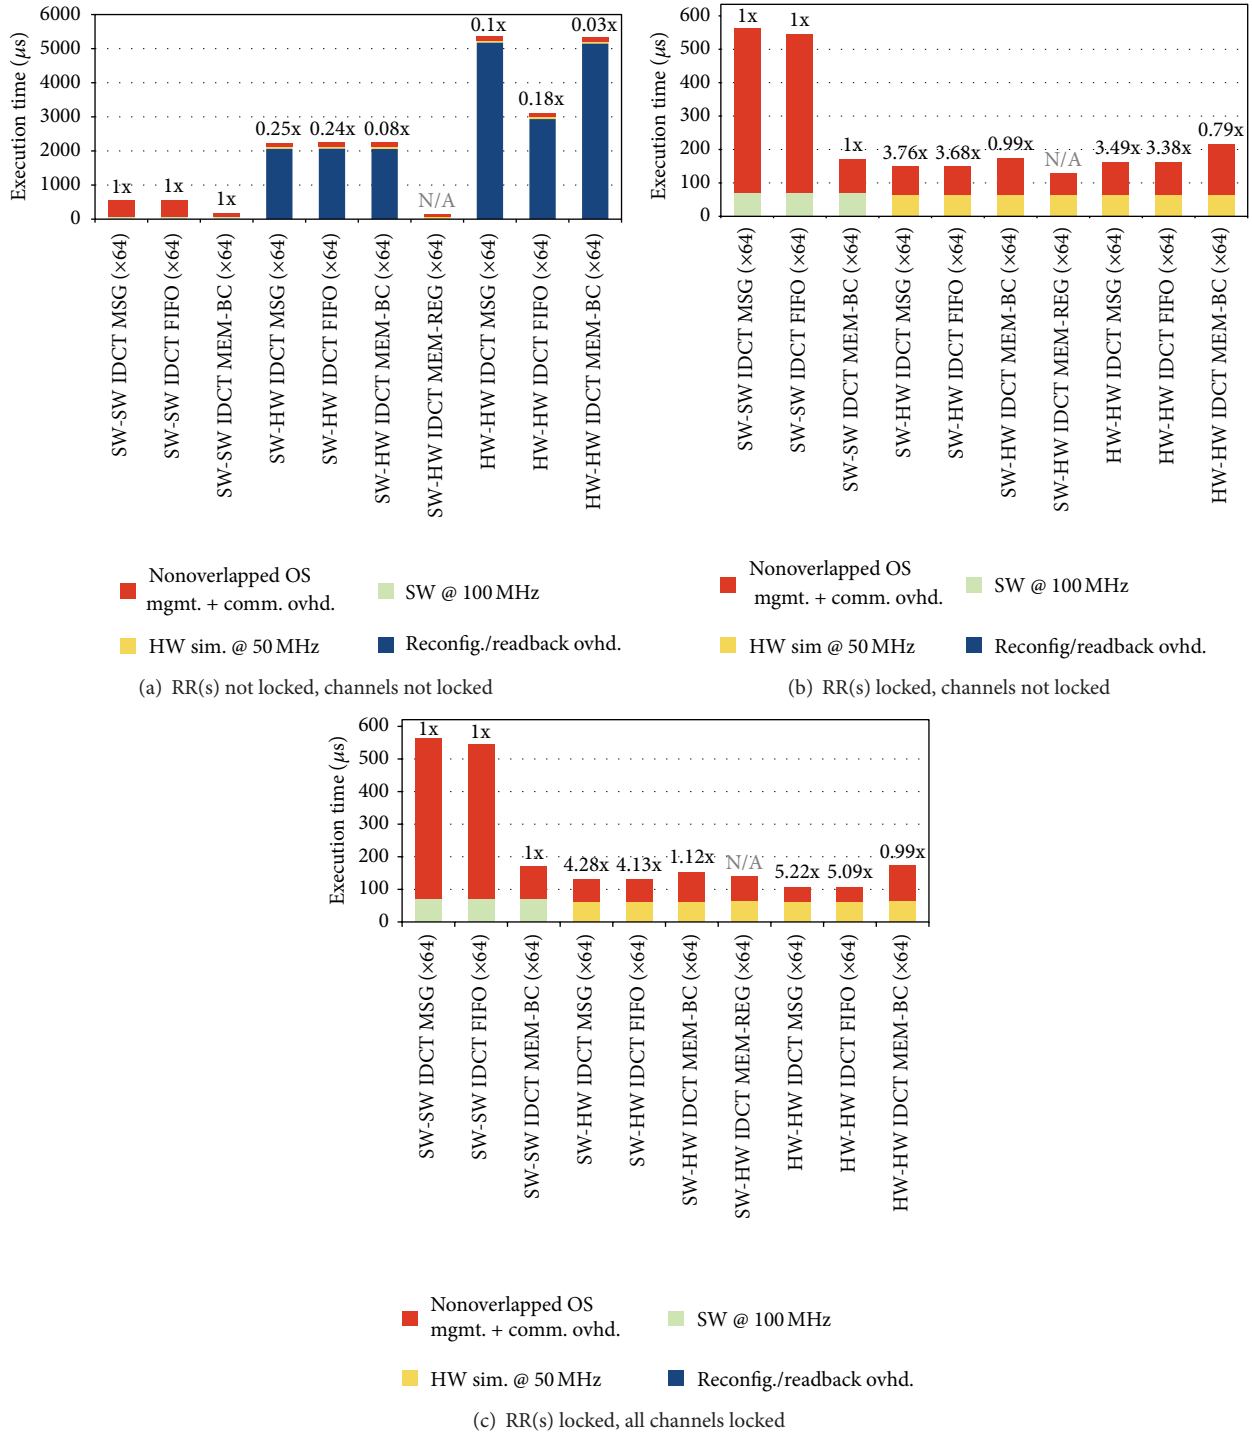 Execution time (μs)
6000
5000
4000
3000
2000
1000
0
1x
1x
1x
0.25x
0.24x
0.08x
N/A
0.1x
0.18x
0.03x
SW-SW IDCT MSG (×64)
SW-SW IDCT FIFO (×64)
SW-SW IDCT MEM-BC (×64)
SW-HW IDCT MSG (×64)
SW-HW IDCT FIFO (×64)
SW-HW IDCT MEM-BC (×64)
SW-HW IDCT MEM-REG (×64)
HW-HW IDCT MSG (×64)
HW-HW IDCT FIFO (×64)
HW-HW IDCT MEM-BC (×64)
Nonoverlapped OS
mgmt. + comm. ovhd.
SW @ 100 MHz
HW sim. @ 50 MHz
Reconfig./readback ovhd.
(a) RR(s) not locked, channels not locked
Execution time (μs)
600
500
400
300
200
100
0
1x
1x
1x
3.76x
3.68x
0.99x
N/A
3.49x
3.38x
0.79x
SW-SW IDCT MSG (×64)
SW-SW IDCT FIFO (×64)
SW-SW IDCT MEM-BC (×64)
SW-HW IDCT MSG (×64)
SW-HW IDCT FIFO (×64)
SW-HW IDCT MEM-BC (×64)
SW-HW IDCT MEM-REG (×64)
HW-HW IDCT MSG (×64)
HW-HW IDCT FIFO (×64)
HW-HW IDCT MEM-BC (×64)
Nonoverlapped OS
mgmt. + comm. ovhd.
SW @ 100 MHz
HW sim @ 50 MHz
Reconfig/readback ovhd.
(b) RR(s) locked, channels not locked
Execution time (μs)
600
500
400
300
200
100
0
1x
1x
1x
4.28x
4.13x
1.12x
N/A
5.22x
5.09x
0.99x
SW-SW IDCT MSG (×64)
SW-SW IDCT FIFO (×64)
SW-SW IDCT MEM-BC (×64)
SW-HW IDCT MSG (×64)
SW-HW IDCT FIFO (×64)
SW-HW IDCT MEM-BC (×64)
SW-HW IDCT MEM-REG (×64)
HW-HW IDCT MSG (×64)
HW-HW IDCT FIFO (×64)
HW-HW IDCT MEM-BC (×64)
Nonoverlapped OS
mgmt. + comm. ovhd.
SW @ 100 MHz
HW sim. @ 50 MHz
Reconfig./readback ovhd.
(c) RR(s) locked, all channels locked